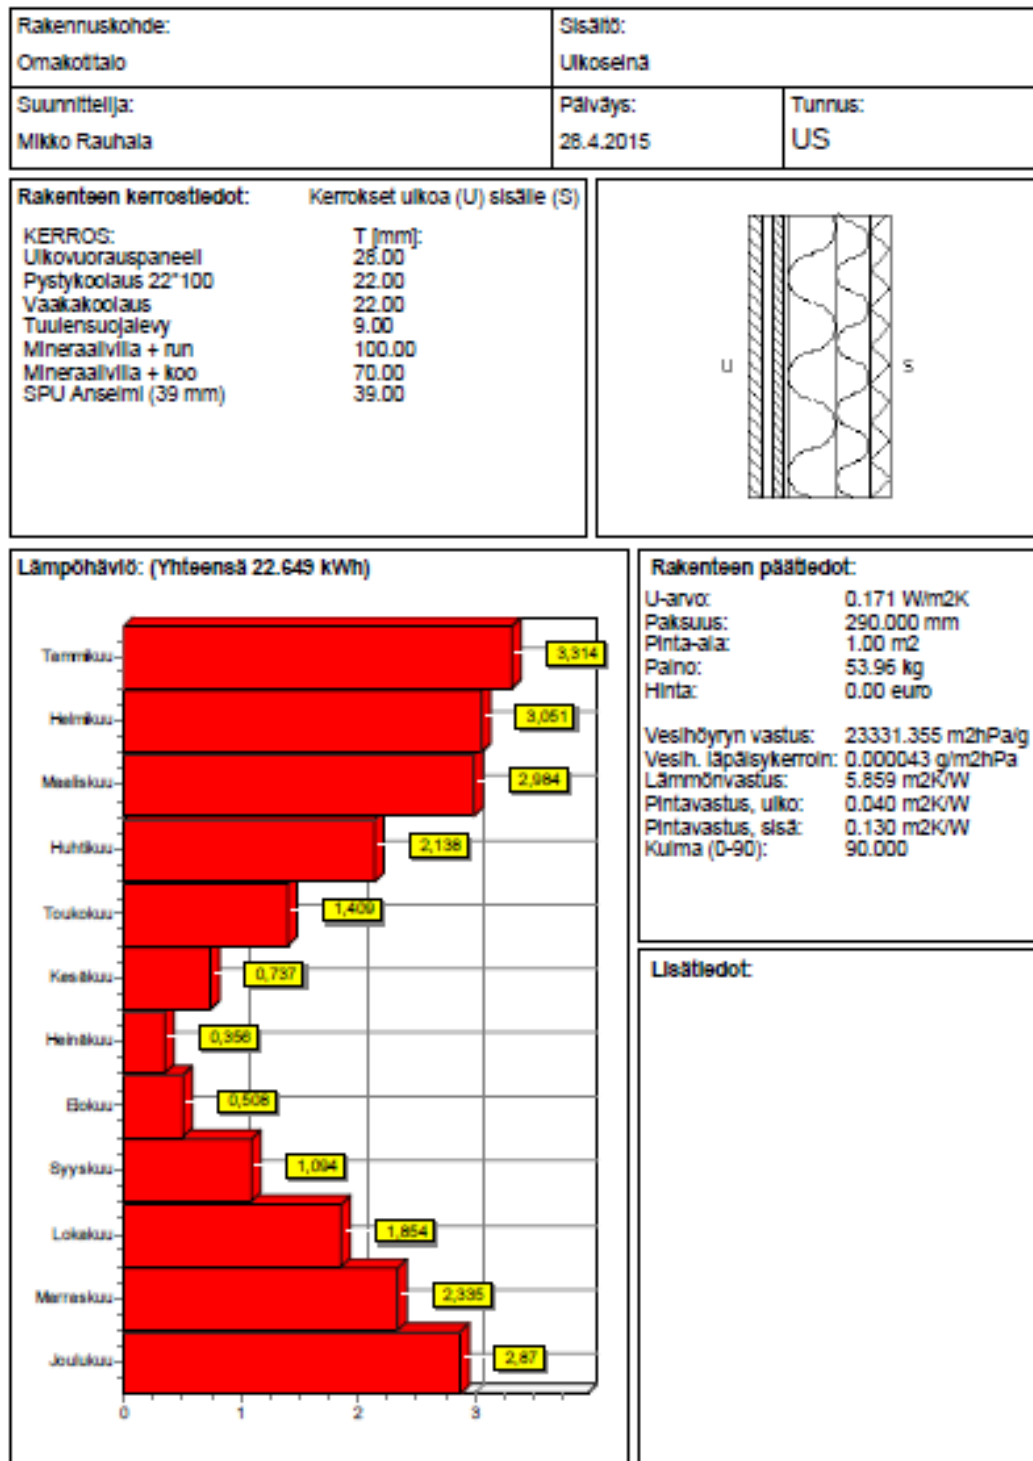 Rakennuskohde:
Omakotitalo
Sisältö:
Ulkoseinä
Suunnittelija:
Mikko Rauhala
Päiväys:
28.4.2015
Tunnus:
US
Rakenteen kerrostiedot: Kerrokset ulkoa (U) sisälle (S)
KERROS: T [mm]:
Ulkovuorauspaneeli 28.00
Pystykoolaus 22*100 22.00
Vaakakoolaus 22.00
Tuulensuojalevy 9.00
Mineraalivilla + run 100.00
Mineraalivilla + koo 70.00
SPU Anselmi (39 mm) 39.00
U S
Lämpöhäviö: (Yhteensä 22.649 kWh)
Tammikuu 3,314
Helmikuu 3,051
Maaliskuu 2,984
Huhtikuu 2,138
Toukokuu 1,409
Kesäkuu 0,737
Heinäkuu 0,356
Elokuu 0,508
Syyskuu 1,094
Lokakuu 1,854
Marraskuu 2,335
Joulukuu 2,87
0 1 2 3
Rakenteen päätiedot:
U-arvo: 0.171 W/m2K
Paksuus: 290.000 mm
Pinta-ala: 1.00 m2
Paino: 53.96 kg
Hinta: 0.00 euro
Vesihöyryn vastus: 23331.355 m2hPa/g
Vesih. läpäisykerroin: 0.000043 g/m2hPa
Lämmönvastus: 5.859 m2K/W
Pintavastus, ulko: 0.040 m2K/W
Pintavastus, sisä: 0.130 m2K/W
Kulma (0-90): 90.000
Lisätiedot: